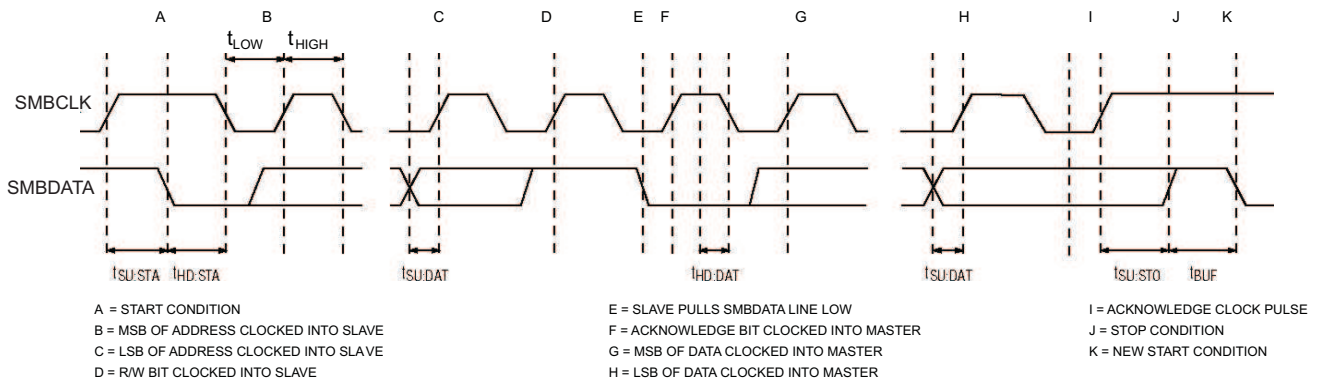 A B C D E F G H I J K
tLOW tHIGH
SMBCLK
SMBDATA
tSU:STA tHD:STA tSU:DAT tHD:DAT tSU:DAT tSU:STO tBUF
A = START CONDITION
B = MSB OF ADDRESS CLOCKED INTO SLAVE
C = LSB OF ADDRESS CLOCKED INTO SLAVE
D = R/W BIT CLOCKED INTO SLAVE
E = SLAVE PULLS SMBDATA LINE LOW
F = ACKNOWLEDGE BIT CLOCKED INTO MASTER
G = MSB OF DATA CLOCKED INTO MASTER
H = LSB OF DATA CLOCKED INTO MASTER
I = ACKNOWLEDGE CLOCK PULSE
J = STOP CONDITION
K = NEW START CONDITION